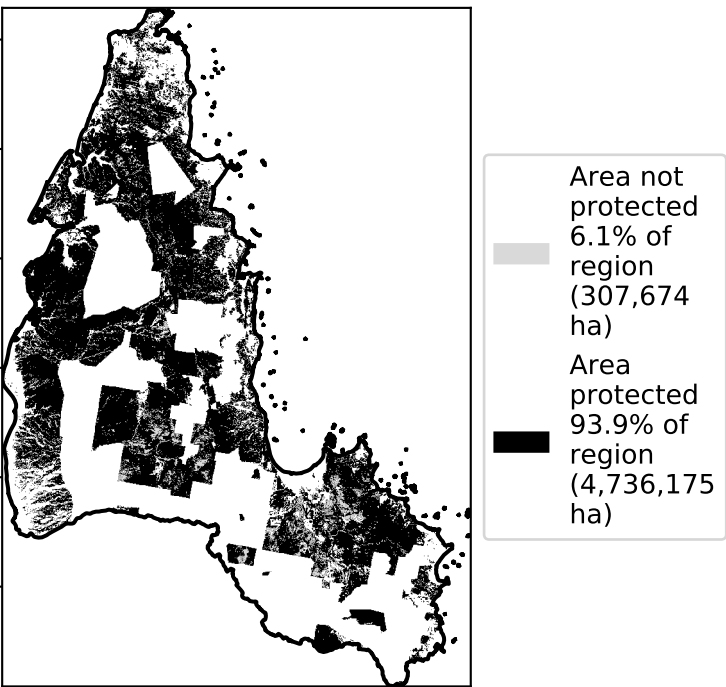 Area not
protected
6.1% of
region
(307,674
ha)
Area
protected
93.9% of
region
(4,736,175
ha)